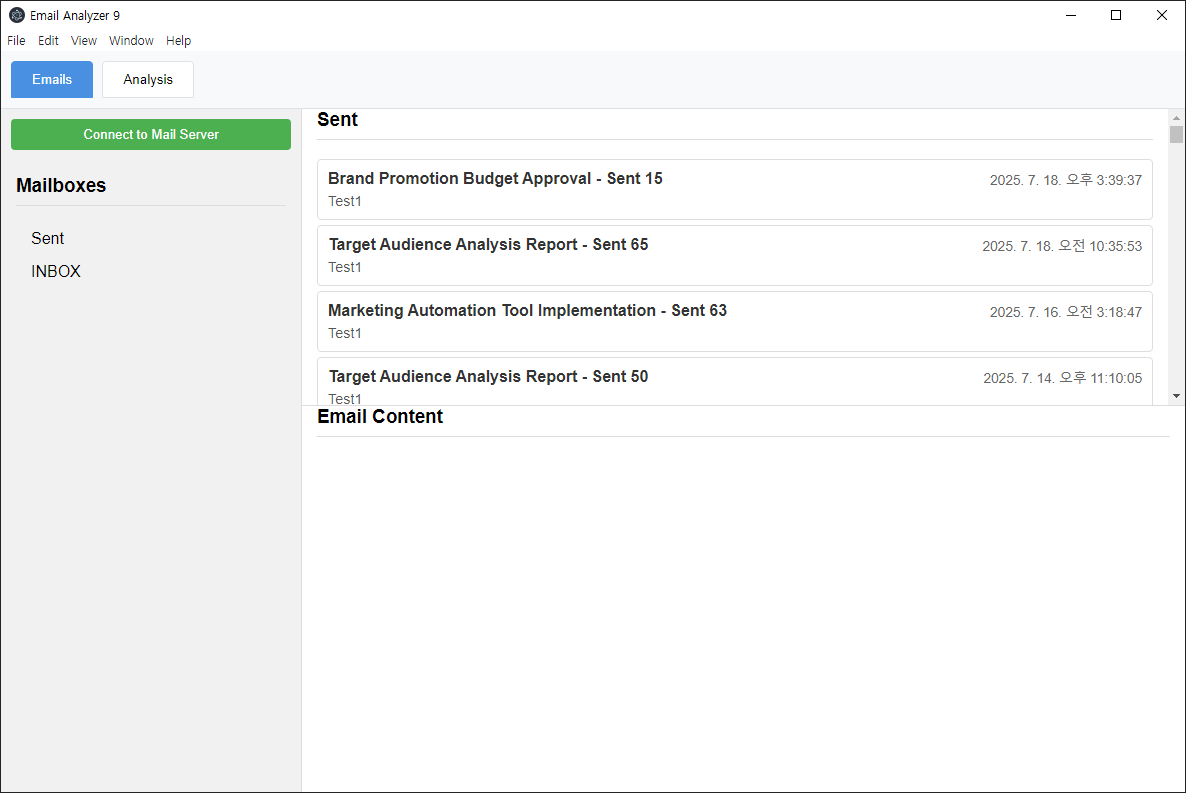 Email Analyzer 9
File Edit View Window Help
Emails Analysis
Connect to Mail Server
Mailboxes
Sent
INBOX
Sent
Brand Promotion Budget Approval - Sent 15 2025. 7. 18. 오후 3:39:37
Test1
Target Audience Analysis Report - Sent 65 2025. 7. 18. 오전 10:35:53
Test1
Marketing Automation Tool Implementation - Sent 63 2025. 7. 16. 오전 3:18:47
Test1
Target Audience Analysis Report - Sent 50 2025. 7. 14. 오후 11:10:05
Test1
Email Content